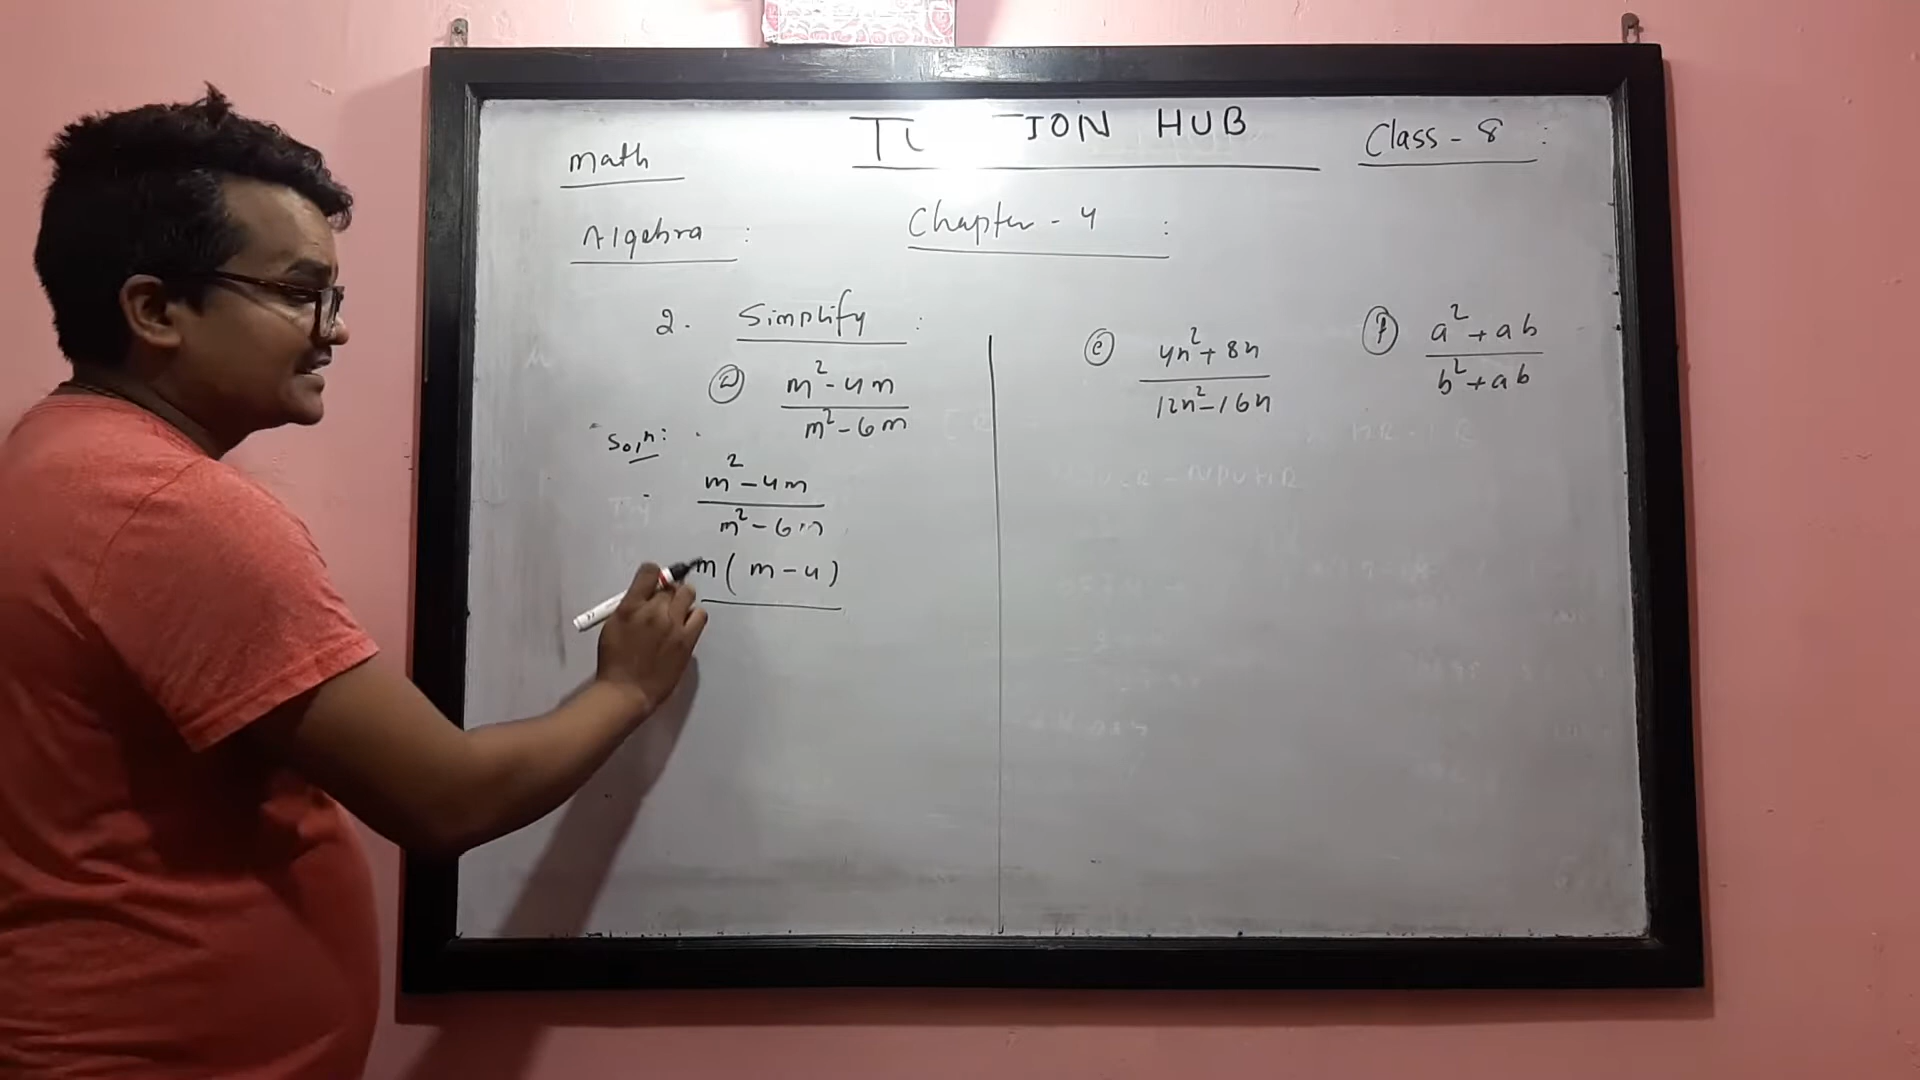 TU TION HUB
math
Class - 8 :
Algebra :
Chapter - 4 :
2. Simplify :
ⓓ m² - 4m / m² - 6m
ⓔ 4n² + 8n / 12n² - 16n
ⓕ a² + ab / b² + ab
Solⁿ:
m² - 4m / m² - 6m
m ( m - 4 )